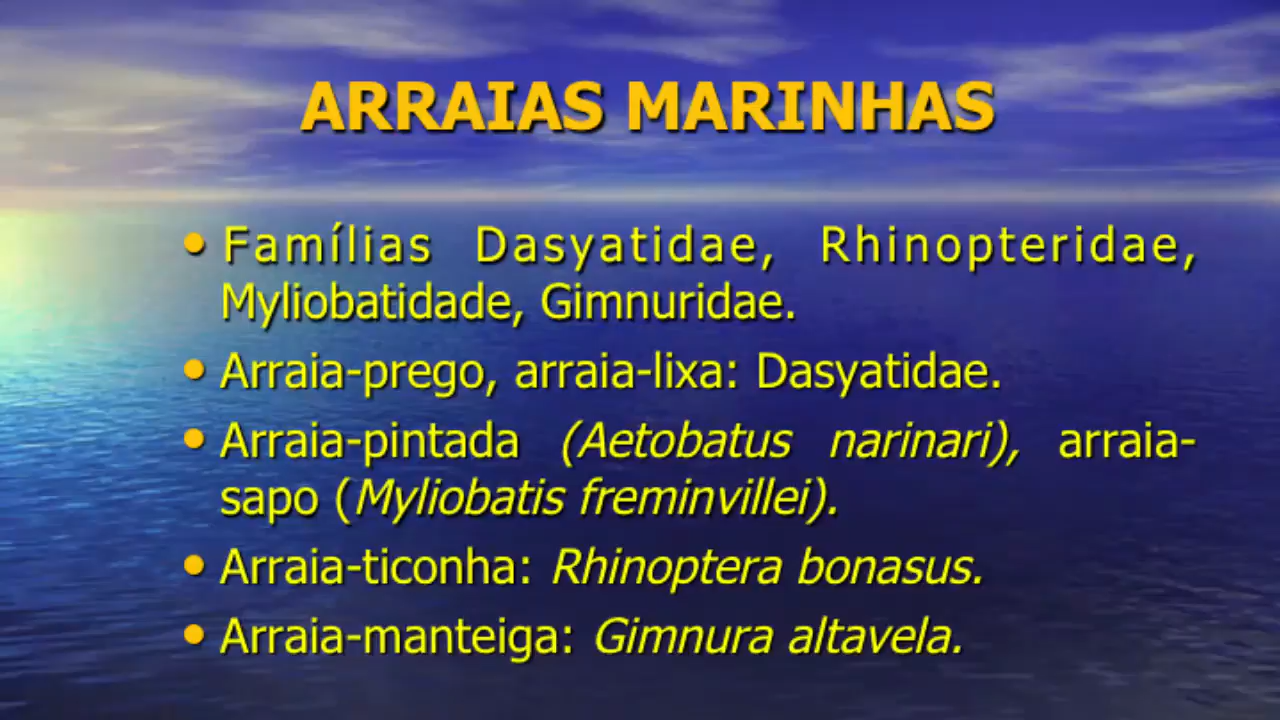 ARRAIAS MARINHAS
• Famílias Dasyatidae, Rhinopteridae,
Myliobatidade, Gimnuridae.
• Arraia-prego, arraia-lixa: Dasyatidae.
• Arraia-pintada (Aetobatus narinari), arraia-
sapo (Myliobatis freminvillei).
• Arraia-ticonha: Rhinoptera bonasus.
• Arraia-manteiga: Gimnura altavela.